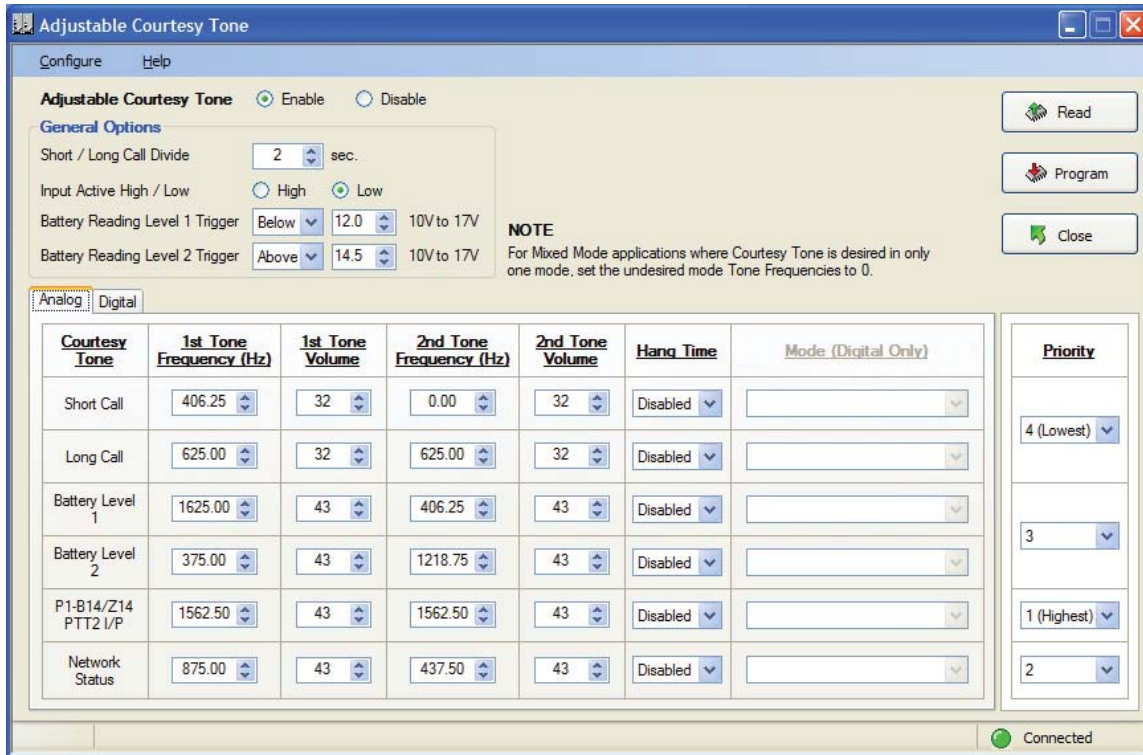 Adjustable Courtesy Tone
Configure Help
Adjustable Courtesy Tone Enable Disable
General Options
Short / Long Call Divide 2 sec.
Input Active High / Low High Low
Battery Reading Level 1 Trigger Below 12.0 10V to 17V
Battery Reading Level 2 Trigger Above 14.5 10V to 17V
NOTE
For Mixed Mode applications where Courtesy Tone is desired in only
one mode, set the undesired mode Tone Frequencies to 0.
Read
Program
Close
Analog Digital
Courtesy Tone 1st Tone Frequency (Hz) 1st Tone Volume 2nd Tone Frequency (Hz) 2nd Tone Volume Hang Time Mode (Digital Only) Priority
Short Call 406.25 32 0.00 32 Disabled
4 (Lowest)
Long Call 625.00 32 625.00 32 Disabled
Battery Level 1 1625.00 43 406.25 43 Disabled
3
Battery Level 2 375.00 43 1218.75 43 Disabled
P1-B14/Z14 PTT2 I/P 1562.50 43 1562.50 43 Disabled 1 (Highest)
Network Status 875.00 43 437.50 43 Disabled 2
Connected